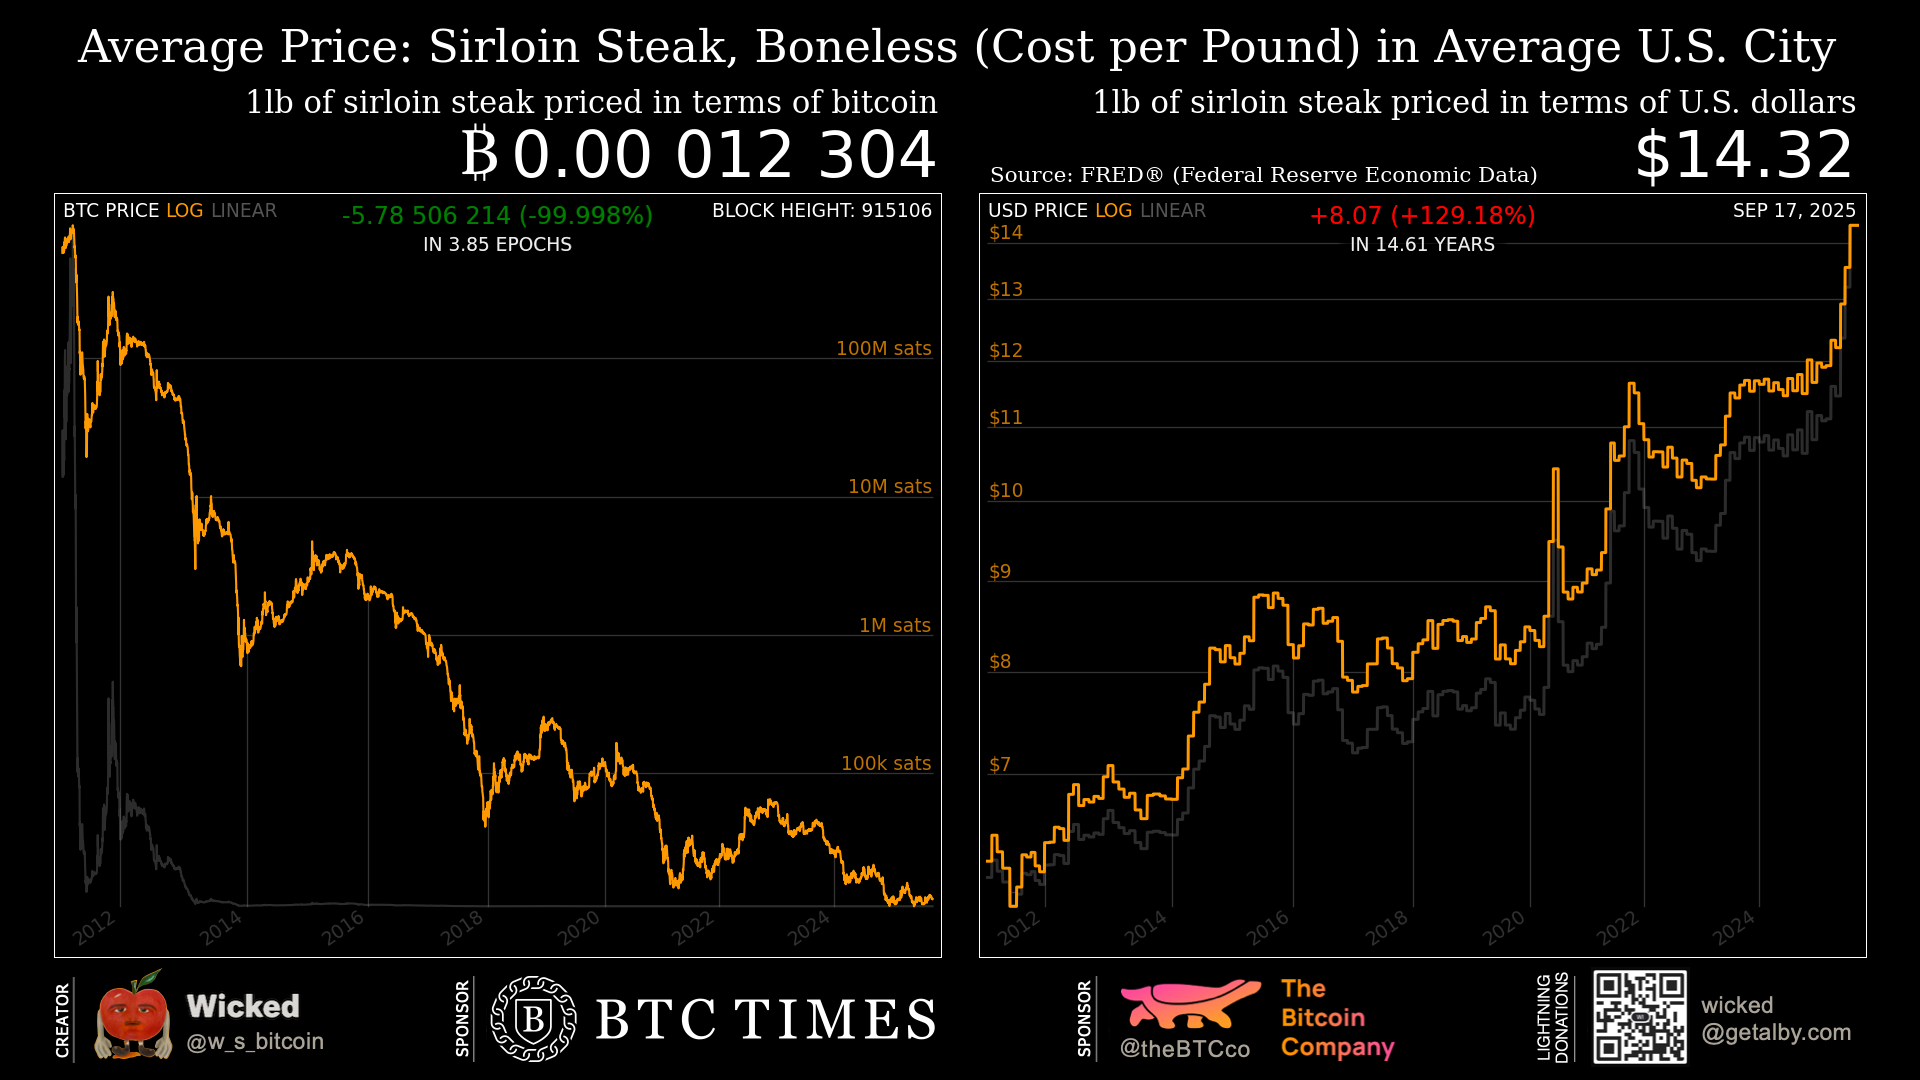 Average Price: Sirloin Steak, Boneless (Cost per Pound) in Average U.S. City
1lb of sirloin steak priced in terms of bitcoin
₿ 0.00 012 304
1lb of sirloin steak priced in terms of U.S. dollars
Source: FRED® (Federal Reserve Economic Data)
$14.32
BTC PRICE LOG LINEAR
-5.78 506 214 (-99.998%)
IN 3.85 EPOCHS
BLOCK HEIGHT: 915106
100M sats
10M sats
1M sats
100k sats
2012
2014
2016
2018
2020
2022
2024
USD PRICE LOG LINEAR
+8.07 (+129.18%)
IN 14.61 YEARS
SEP 17, 2025
$14
$13
$12
$11
$10
$9
$8
$7
2012
2014
2016
2018
2020
2022
2024
CREATOR
Wicked
@w_s_bitcoin
SPONSOR
B
BTC TIMES
SPONSOR
@theBTCco
The
Bitcoin
Company
LIGHTNING
DONATIONS
wicked
@getalby.com